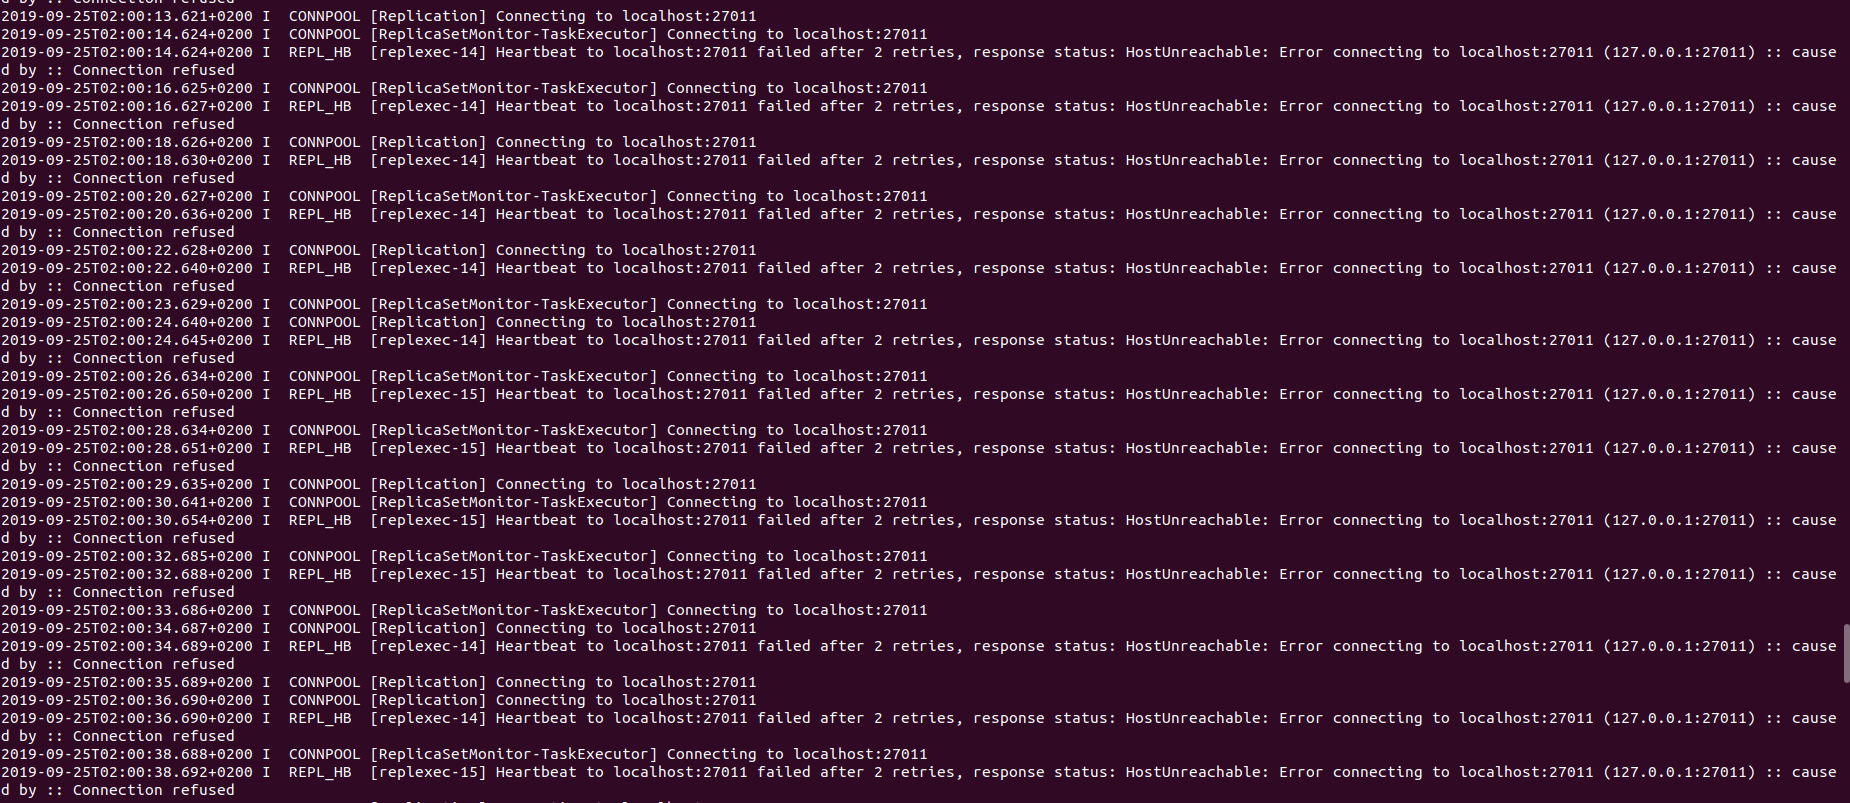 d by :: Connection refused
2019-09-25T02:00:13.621+0200 I  CONNPOOL [Replication] Connecting to localhost:27011
2019-09-25T02:00:14.624+0200 I  CONNPOOL [ReplicaSetMonitor-TaskExecutor] Connecting to localhost:27011
2019-09-25T02:00:14.624+0200 I  REPL_HB  [replexec-14] Heartbeat to localhost:27011 failed after 2 retries, response status: HostUnreachable: Error connecting to localhost:27011 (127.0.0.1:27011) :: cause
d by :: Connection refused
2019-09-25T02:00:16.625+0200 I  CONNPOOL [ReplicaSetMonitor-TaskExecutor] Connecting to localhost:27011
2019-09-25T02:00:16.627+0200 I  REPL_HB  [replexec-14] Heartbeat to localhost:27011 failed after 2 retries, response status: HostUnreachable: Error connecting to localhost:27011 (127.0.0.1:27011) :: cause
d by :: Connection refused
2019-09-25T02:00:18.626+0200 I  CONNPOOL [Replication] Connecting to localhost:27011
2019-09-25T02:00:18.630+0200 I  REPL_HB  [replexec-14] Heartbeat to localhost:27011 failed after 2 retries, response status: HostUnreachable: Error connecting to localhost:27011 (127.0.0.1:27011) :: cause
d by :: Connection refused
2019-09-25T02:00:20.627+0200 I  CONNPOOL [ReplicaSetMonitor-TaskExecutor] Connecting to localhost:27011
2019-09-25T02:00:20.636+0200 I  REPL_HB  [replexec-14] Heartbeat to localhost:27011 failed after 2 retries, response status: HostUnreachable: Error connecting to localhost:27011 (127.0.0.1:27011) :: cause
d by :: Connection refused
2019-09-25T02:00:22.628+0200 I  CONNPOOL [Replication] Connecting to localhost:27011
2019-09-25T02:00:22.640+0200 I  REPL_HB  [replexec-14] Heartbeat to localhost:27011 failed after 2 retries, response status: HostUnreachable: Error connecting to localhost:27011 (127.0.0.1:27011) :: cause
d by :: Connection refused
2019-09-25T02:00:23.629+0200 I  CONNPOOL [ReplicaSetMonitor-TaskExecutor] Connecting to localhost:27011
2019-09-25T02:00:24.640+0200 I  CONNPOOL [Replication] Connecting to localhost:27011
2019-09-25T02:00:24.645+0200 I  REPL_HB  [replexec-14] Heartbeat to localhost:27011 failed after 2 retries, response status: HostUnreachable: Error connecting to localhost:27011 (127.0.0.1:27011) :: cause
d by :: Connection refused
2019-09-25T02:00:26.634+0200 I  CONNPOOL [ReplicaSetMonitor-TaskExecutor] Connecting to localhost:27011
2019-09-25T02:00:26.650+0200 I  REPL_HB  [replexec-15] Heartbeat to localhost:27011 failed after 2 retries, response status: HostUnreachable: Error connecting to localhost:27011 (127.0.0.1:27011) :: cause
d by :: Connection refused
2019-09-25T02:00:28.634+0200 I  CONNPOOL [ReplicaSetMonitor-TaskExecutor] Connecting to localhost:27011
2019-09-25T02:00:28.651+0200 I  REPL_HB  [replexec-15] Heartbeat to localhost:27011 failed after 2 retries, response status: HostUnreachable: Error connecting to localhost:27011 (127.0.0.1:27011) :: cause
d by :: Connection refused
2019-09-25T02:00:29.635+0200 I  CONNPOOL [Replication] Connecting to localhost:27011
2019-09-25T02:00:30.641+0200 I  CONNPOOL [ReplicaSetMonitor-TaskExecutor] Connecting to localhost:27011
2019-09-25T02:00:30.654+0200 I  REPL_HB  [replexec-15] Heartbeat to localhost:27011 failed after 2 retries, response status: HostUnreachable: Error connecting to localhost:27011 (127.0.0.1:27011) :: cause
d by :: Connection refused
2019-09-25T02:00:32.685+0200 I  CONNPOOL [ReplicaSetMonitor-TaskExecutor] Connecting to localhost:27011
2019-09-25T02:00:32.688+0200 I  REPL_HB  [replexec-15] Heartbeat to localhost:27011 failed after 2 retries, response status: HostUnreachable: Error connecting to localhost:27011 (127.0.0.1:27011) :: cause
d by :: Connection refused
2019-09-25T02:00:33.686+0200 I  CONNPOOL [ReplicaSetMonitor-TaskExecutor] Connecting to localhost:27011
2019-09-25T02:00:34.687+0200 I  CONNPOOL [Replication] Connecting to localhost:27011
2019-09-25T02:00:34.689+0200 I  REPL_HB  [replexec-14] Heartbeat to localhost:27011 failed after 2 retries, response status: HostUnreachable: Error connecting to localhost:27011 (127.0.0.1:27011) :: cause
d by :: Connection refused
2019-09-25T02:00:35.689+0200 I  CONNPOOL [Replication] Connecting to localhost:27011
2019-09-25T02:00:36.690+0200 I  CONNPOOL [Replication] Connecting to localhost:27011
2019-09-25T02:00:36.690+0200 I  REPL_HB  [replexec-14] Heartbeat to localhost:27011 failed after 2 retries, response status: HostUnreachable: Error connecting to localhost:27011 (127.0.0.1:27011) :: cause
d by :: Connection refused
2019-09-25T02:00:38.688+0200 I  CONNPOOL [ReplicaSetMonitor-TaskExecutor] Connecting to localhost:27011
2019-09-25T02:00:38.692+0200 I  REPL_HB  [replexec-15] Heartbeat to localhost:27011 failed after 2 retries, response status: HostUnreachable: Error connecting to localhost:27011 (127.0.0.1:27011) :: cause
d by :: Connection refused